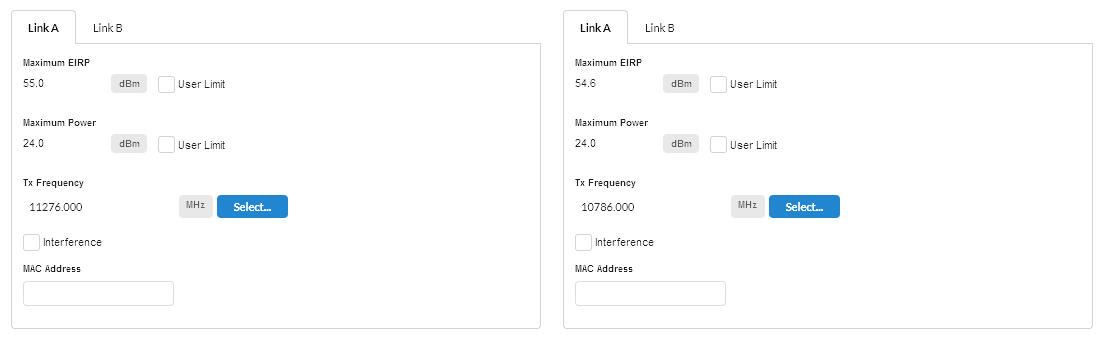 Link A Link B
Maximum EIRP
55.0 dBm User Limit
Maximum Power
24.0 dBm User Limit
Tx Frequency
11276.000 MHz Select...
Interference
MAC Address
Link A Link B
Maximum EIRP
54.6 dBm User Limit
Maximum Power
24.0 dBm User Limit
Tx Frequency
10786.000 MHz Select...
Interference
MAC Address